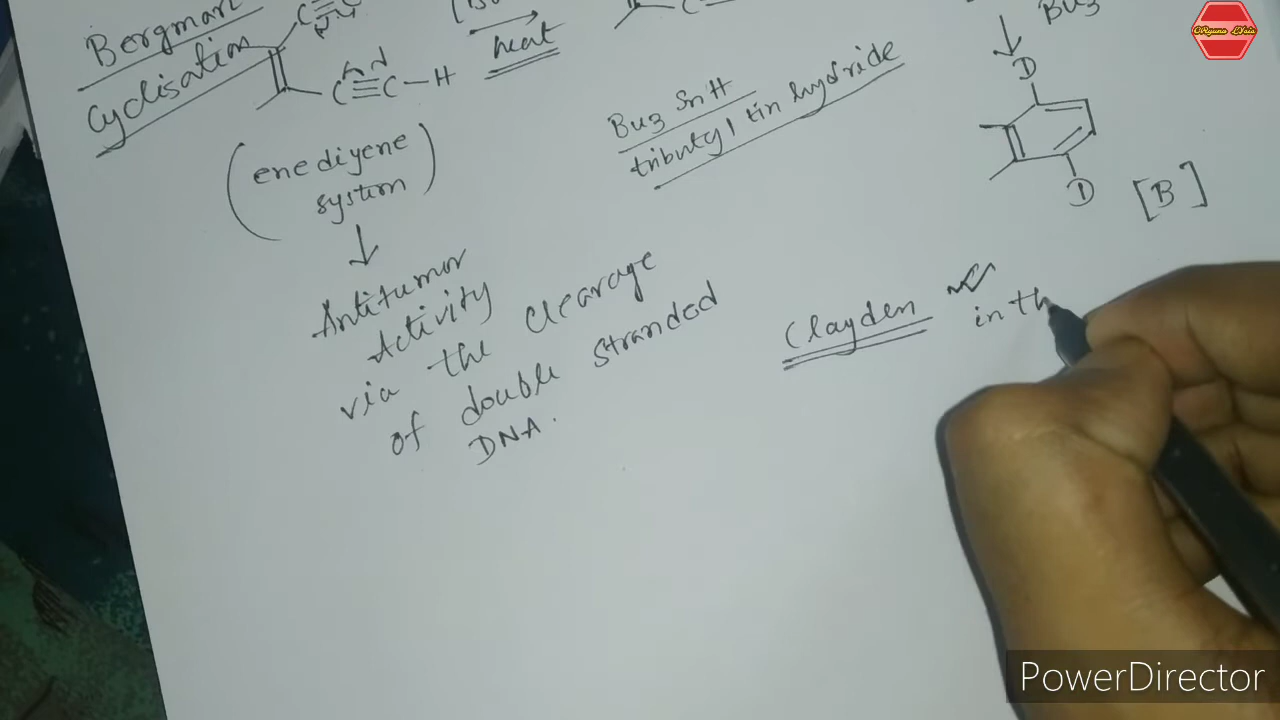 Bergman
Cyclisation
C≡C-H
heat
(enediyene
system)
↓
Antitumor
Activity
via the Clearage
of double stranded
DNA.
Bu3 SnH
tributyl tin hydride
C
Bu3
D
D
[B]
Clayden
in th
PowerDirector